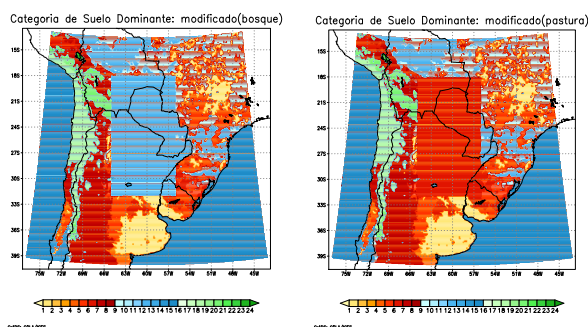 Categoria de Suelo Dominante: modificado(bosque)
15S
18S
21S
24S
27S
30S
33S
36S
39S
75W 72W 69W 66W 63W 60W 57W 54W 51W 48W 45W
1 2 3 4 5 6 7 8 9 10 11 12 13 14 15 16 17 18 19 20 21 22 23 24
Categoria de Suelo Dominante: modificado(pastura)
15S
18S
21S
24S
27S
30S
33S
36S
39S
75W 72W 69W 66W 63W 60W 57W 54W 51W 48W 45W
1 2 3 4 5 6 7 8 9 10 11 12 13 14 15 16 17 18 19 20 21 22 23 24